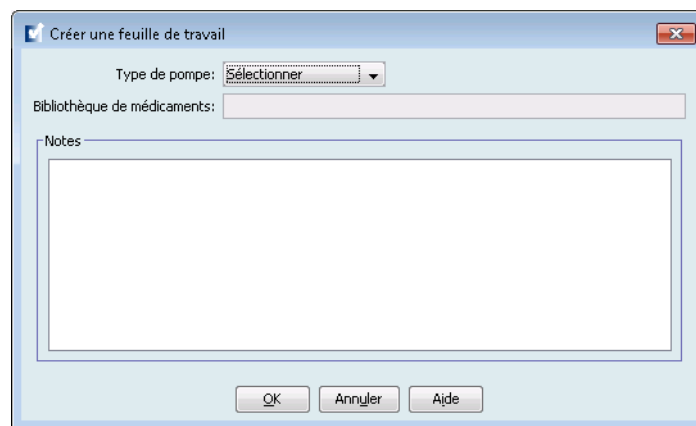 Créer une feuille de travail
Type de pompe: Sélectionner
Bibliothèque de médicaments:
Notes
OK Annuler Aide